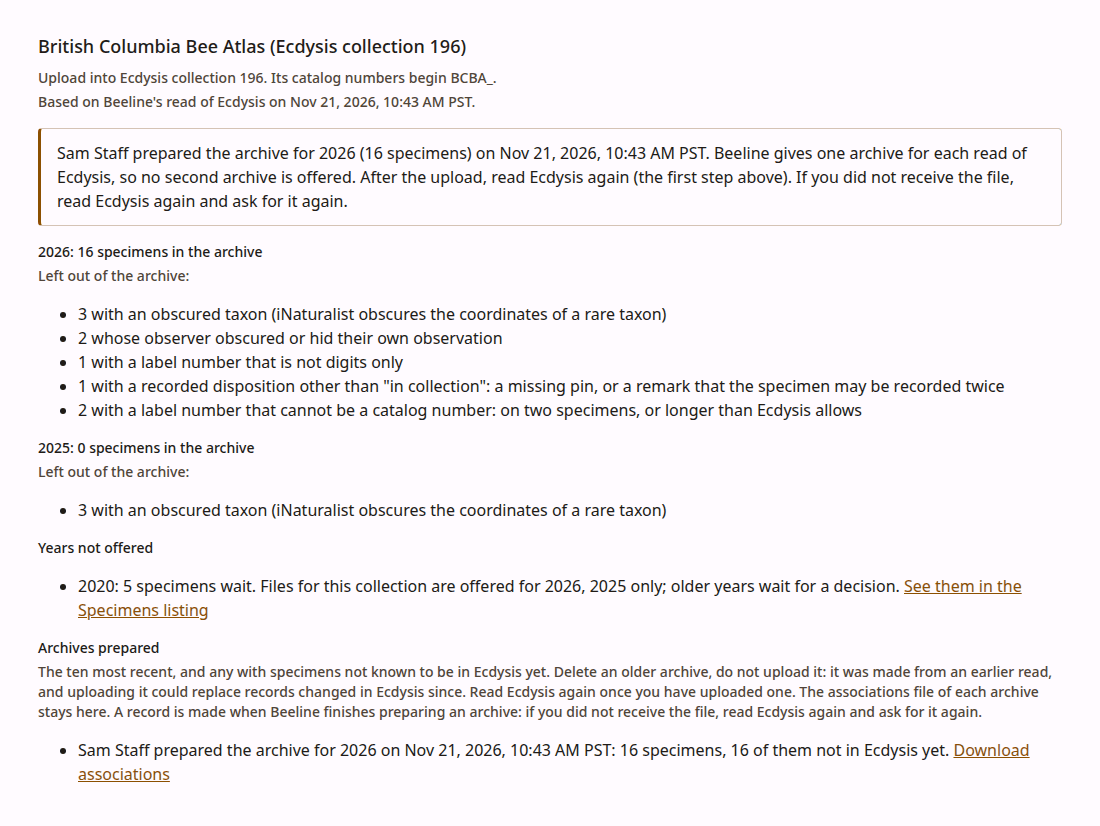 British Columbia Bee Atlas (Ecdysis collection 196)
Upload into Ecdysis collection 196. Its catalog numbers begin BCBA_.
Based on Beeline's read of Ecdysis on Nov 21, 2026, 10:43 AM PST.
Sam Staff prepared the archive for 2026 (16 specimens) on Nov 21, 2026, 10:43 AM PST. Beeline gives one archive for each read of
Ecdysis, so no second archive is offered. After the upload, read Ecdysis again (the first step above). If you did not receive the file,
read Ecdysis again and ask for it again.
2026: 16 specimens in the archive
Left out of the archive:
• 3 with an obscured taxon (iNaturalist obscures the coordinates of a rare taxon)
• 2 whose observer obscured or hid their own observation
• 1 with a label number that is not digits only
• 1 with a recorded disposition other than "in collection": a missing pin, or a remark that the specimen may be recorded twice
• 2 with a label number that cannot be a catalog number: on two specimens, or longer than Ecdysis allows
2025: 0 specimens in the archive
Left out of the archive:
• 3 with an obscured taxon (iNaturalist obscures the coordinates of a rare taxon)
Years not offered
• 2020: 5 specimens wait. Files for this collection are offered for 2026, 2025 only; older years wait for a decision. See them in the
Specimens listing
Archives prepared
The ten most recent, and any with specimens not known to be in Ecdysis yet. Delete an older archive, do not upload it: it was made from an earlier read,
and uploading it could replace records changed in Ecdysis since. Read Ecdysis again once you have uploaded one. The associations file of each archive
stays here. A record is made when Beeline finishes preparing an archive: if you did not receive the file, read Ecdysis again and ask for it again.
• Sam Staff prepared the archive for 2026 on Nov 21, 2026, 10:43 AM PST: 16 specimens, 16 of them not in Ecdysis yet. Download
associations